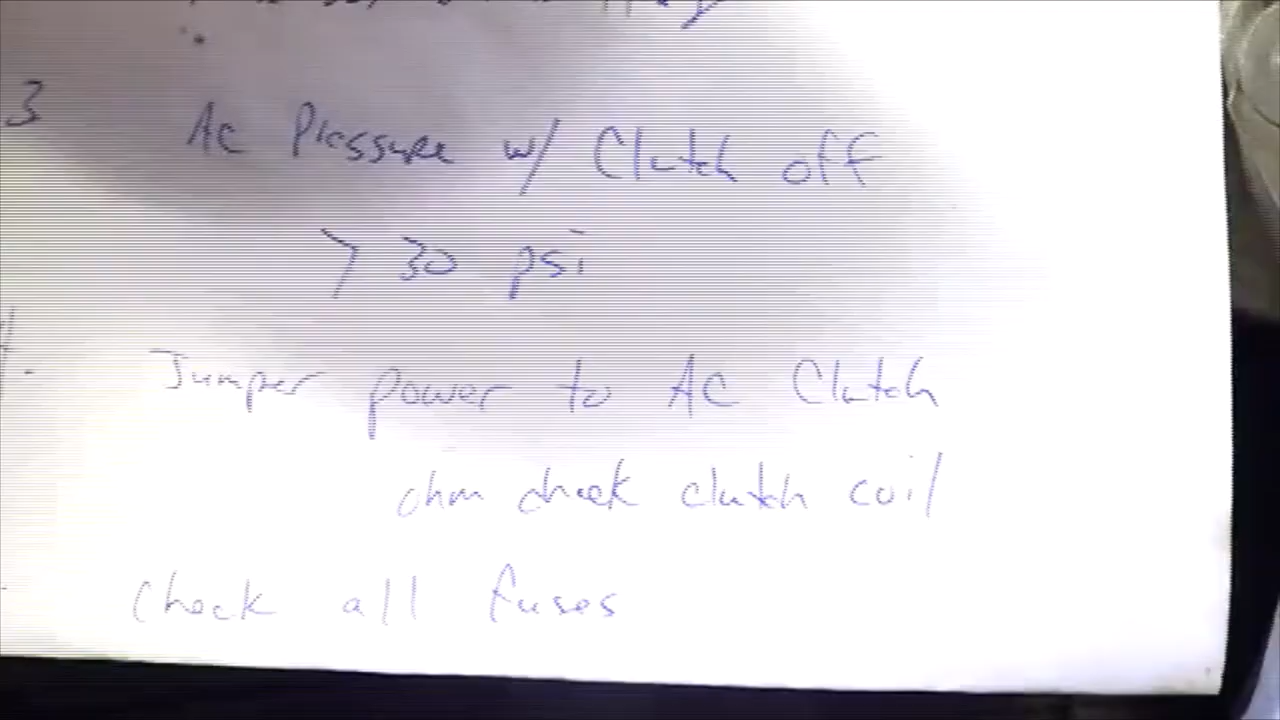 3 AC Pressure w/ Clutch off
> 30 psi
4. Jumper power to AC Clutch
ohm check clutch coil
Check all fuses